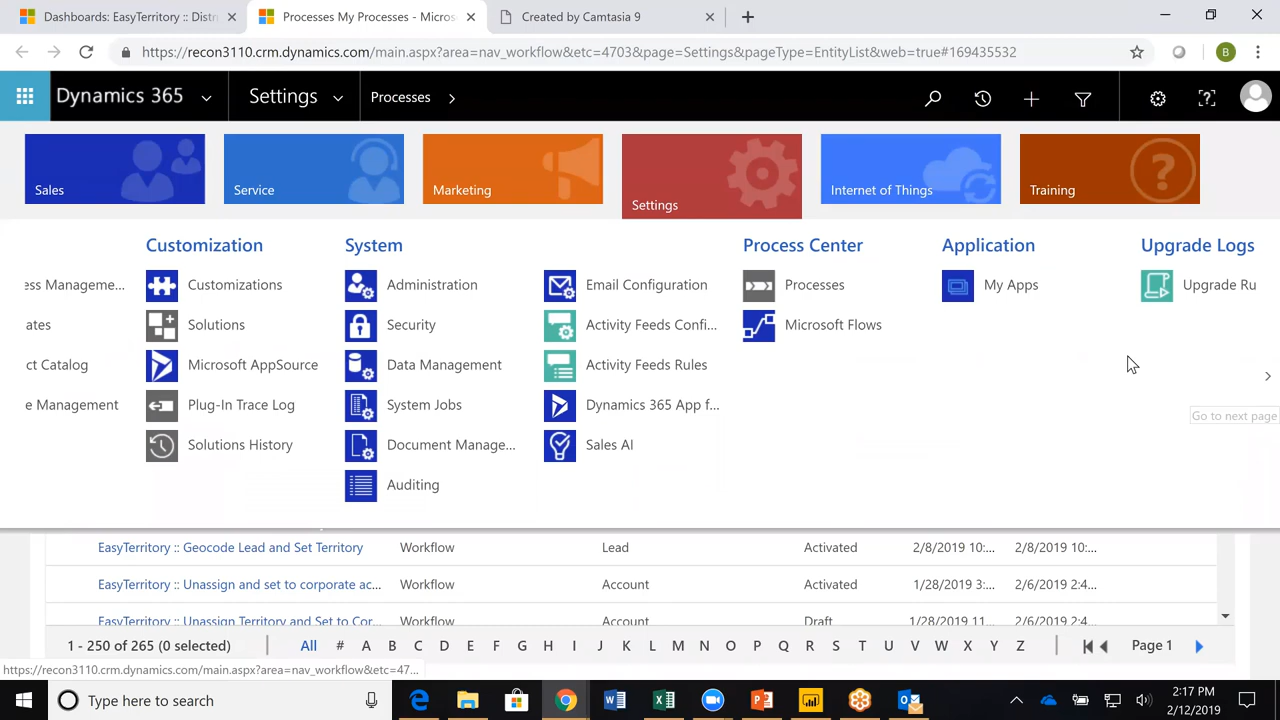 Dashboards: EasyTerritory :: Distr
Processes My Processes - Micros
Created by Camtasia 9
https://recon3110.crm.dynamics.com/main.aspx?area=nav_workflow&etc=4703&page=Settings&pageType=EntityList&web=true#169435532
B
Dynamics 365
Settings
Processes
Sales
Service
Marketing
Settings
Internet of Things
Training
Customization
System
Process Center
Application
Upgrade Logs
ess Manageme...
Customizations
Administration
Email Configuration
Processes
My Apps
Upgrade Ru
ates
Solutions
Security
Activity Feeds Confi...
Microsoft Flows
ct Catalog
Microsoft AppSource
Data Management
Activity Feeds Rules
e Management
Plug-In Trace Log
System Jobs
Dynamics 365 App f...
Go to next page
Solutions History
Document Manage...
Sales AI
Auditing
EasyTerritory :: Geocode Lead and Set Territory Workflow Lead Activated 2/8/2019 10:... 2/8/2019 10:...
EasyTerritory :: Unassign and set to corporate ac... Workflow Account Activated 1/28/2019 3:... 2/6/2019 2:4...
EasyTerritory :: Unassign Territory and Set to Cor... Workflow Account Draft 1/28/2019 11... 2/6/2019 2:4...
1 - 250 of 265 (0 selected) All # A B C D E F G H I J K L M N O P Q R S T U V W X Y Z Page 1
https://recon3110.crm.dynamics.com/main.aspx?area=nav_workflow&etc=47...
Type here to search
2:17 PM
2/12/2019